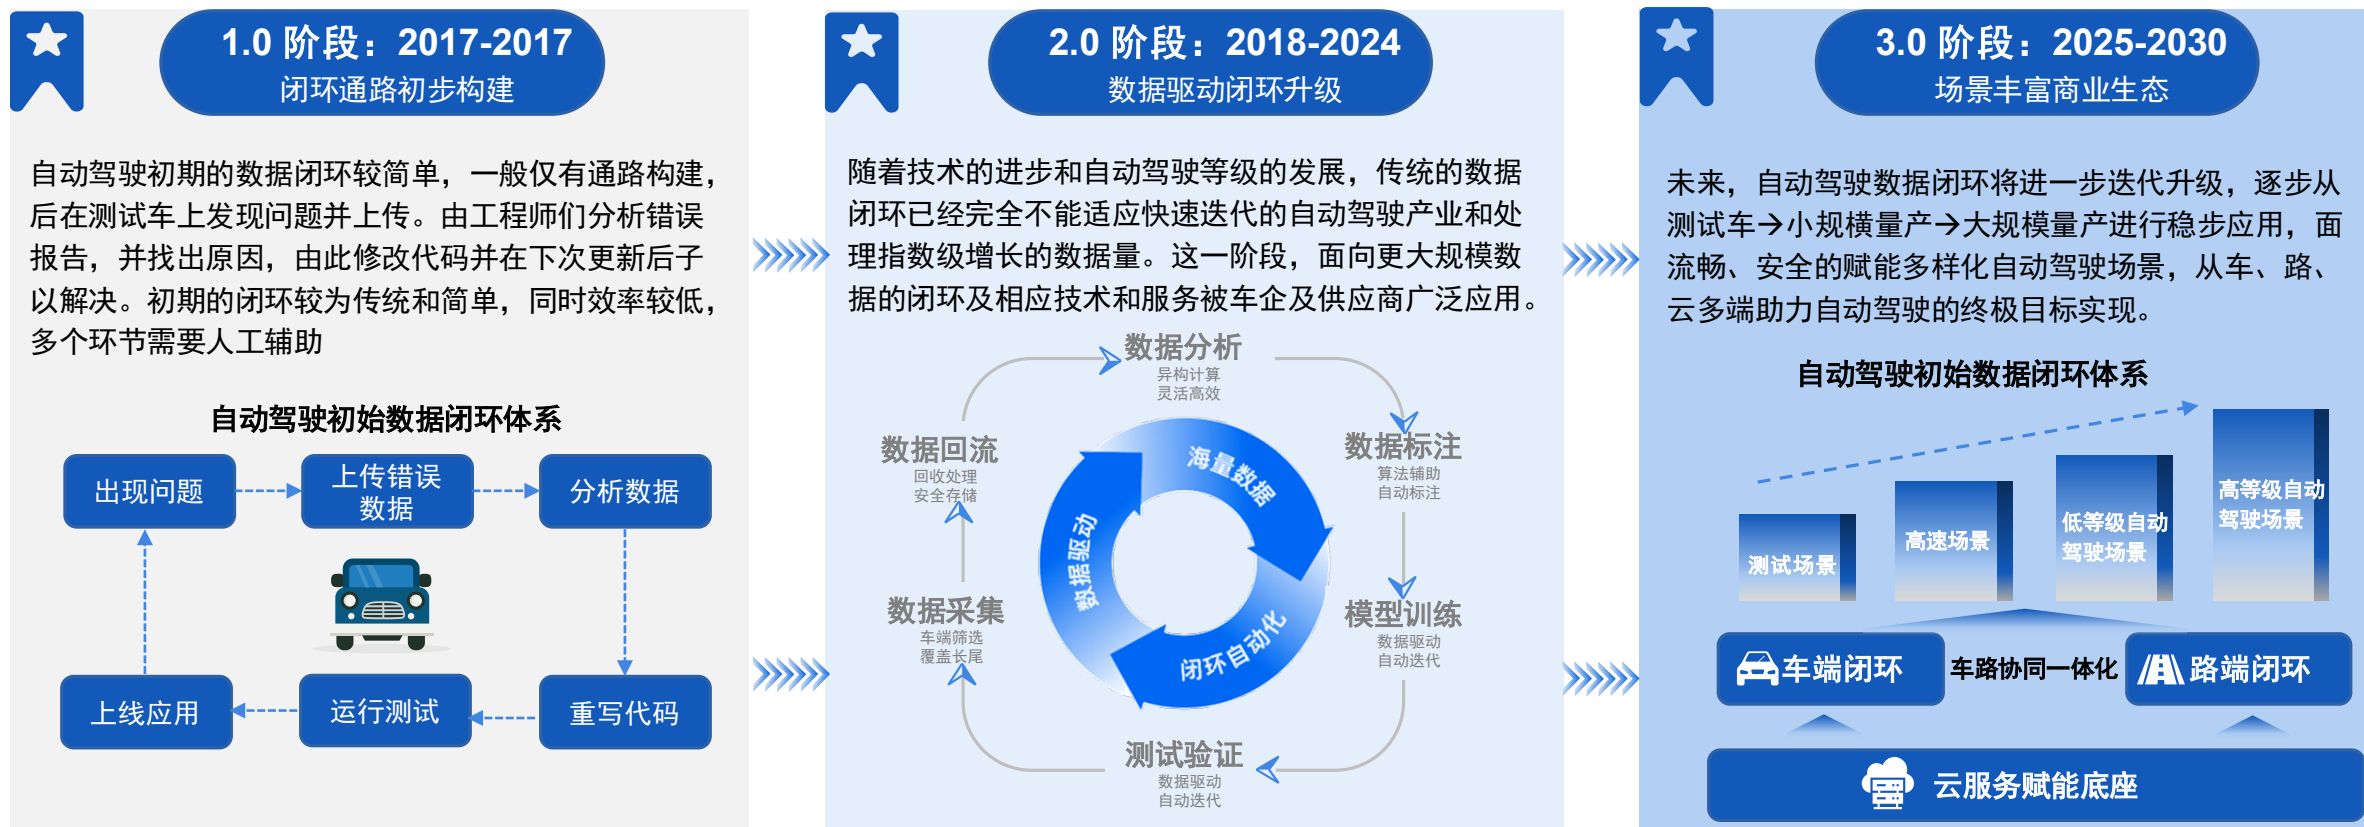 1.0 阶段：2017-2017
闭环通路初步构建
自动驾驶初期的数据闭环较简单，一般仅有通路构建，
后在测试车上发现问题并上传。由工程师们分析错误
报告，并找出原因，由此修改代码并在下次更新后子
以解决。初期的闭环较为传统和简单，同时效率较低，
多个环节需要人工辅助
自动驾驶初始数据闭环体系
出现问题
上传错误
数据
分析数据
上线应用
运行测试
重写代码
2.0 阶段：2018-2024
数据驱动闭环升级
随着技术的进步和自动驾驶等级的发展，传统的数据
闭环已经完全不能适应快速迭代的自动驾驶产业和处
理指数级增长的数据量。这一阶段，面向更大规模数
据的闭环及相应技术和服务被车企及供应商广泛应用。
数据分析
异构计算
灵活高效
数据回流
回收处理
安全存储
数据标注
算法辅助
自动标注
海量数据
数据驱动
闭环自动化
数据采集
车端筛选
覆盖长尾
模型训练
数据驱动
自动迭代
测试验证
数据驱动
自动迭代
3.0 阶段：2025-2030
场景丰富商业生态
未来，自动驾驶数据闭环将进一步迭代升级，逐步从
测试车→小规横量产→大规模量产进行稳步应用，面
流畅、安全的赋能多样化自动驾驶场景，从车、路、
云多端助力自动驾驶的终极目标实现。
自动驾驶初始数据闭环体系
测试场景
高速场景
低等级自动
驾驶场景
高等级自动
驾驶场景
车端闭环
车路协同一体化
路端闭环
云服务赋能底座